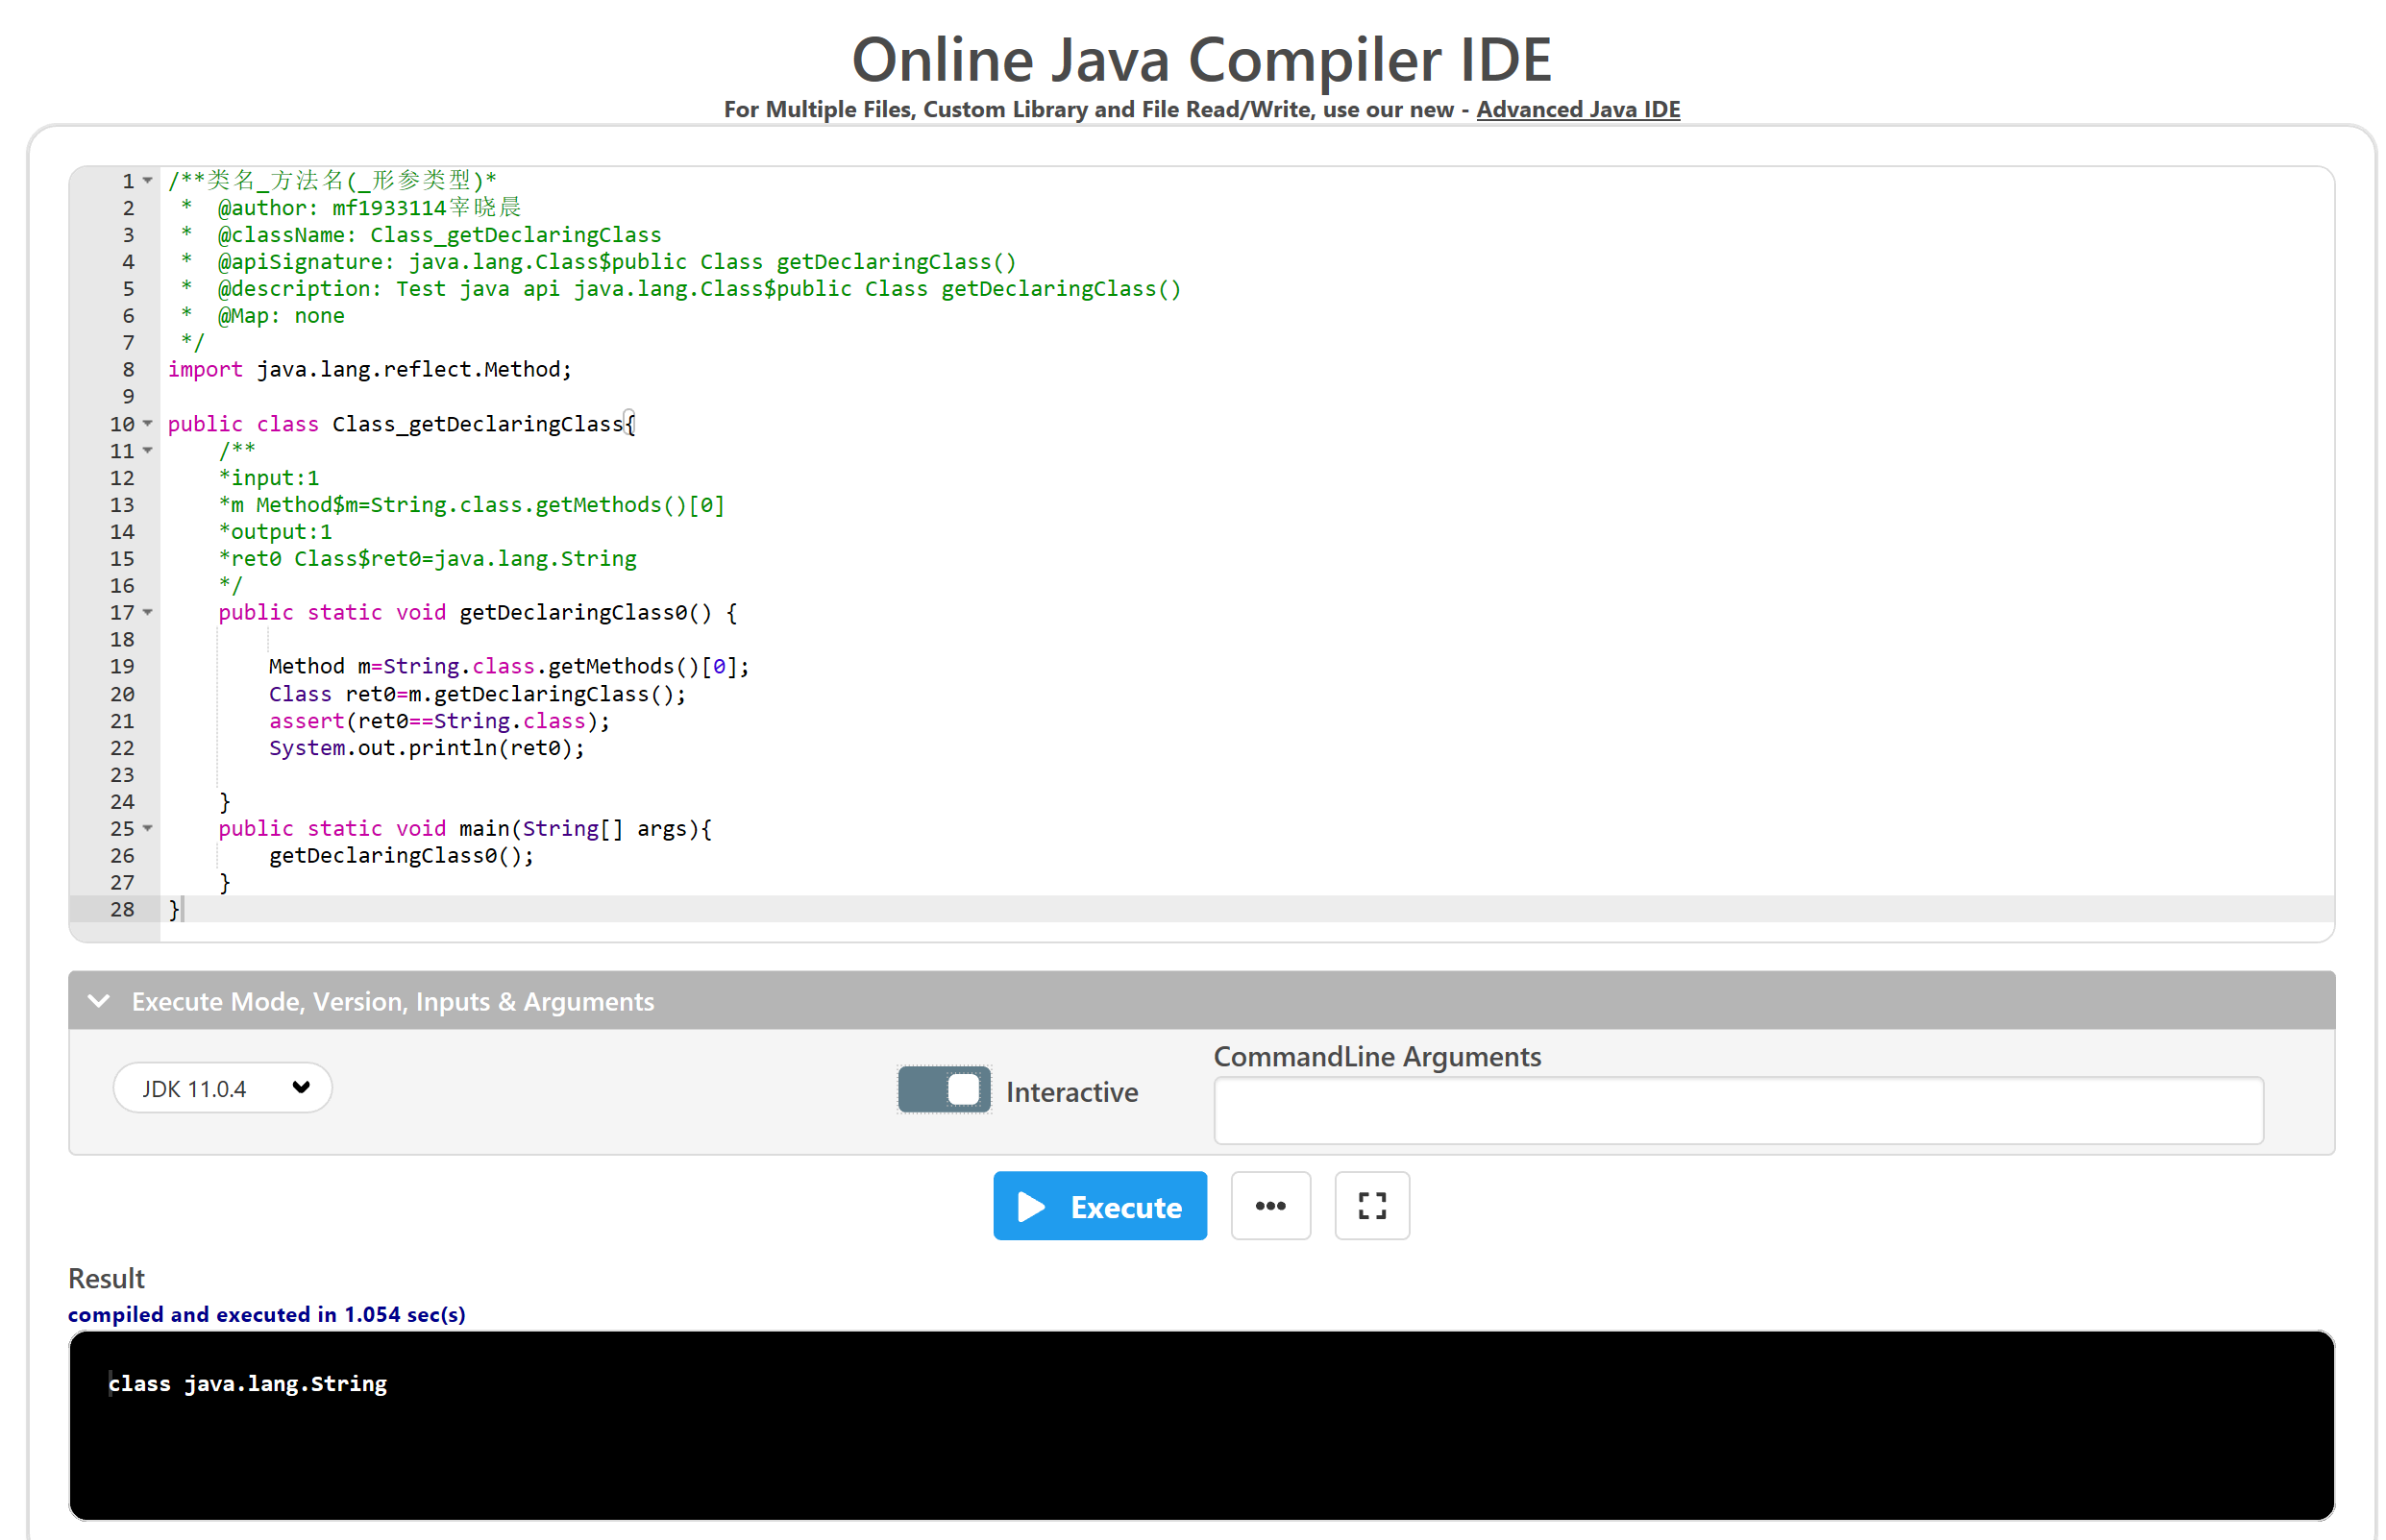 Online Java Compiler IDE
For Multiple Files, Custom Library and File Read/Write, use our new - Advanced Java IDE
1 /**类名_方法名(_形参类型)*
2  *  @author: mf1933114宰晓晨
3  *  @className: Class_getDeclaringClass
4  *  @apiSignature: java.lang.Class$public Class getDeclaringClass()
5  *  @description: Test java api java.lang.Class$public Class getDeclaringClass()
6  *  @Map: none
7  */
8 import java.lang.reflect.Method;
9
10 public class Class_getDeclaringClass{
11     /**
12     *input:1
13     *m Method$m=String.class.getMethods()[0]
14     *output:1
15     *ret0 Class$ret0=java.lang.String
16     */
17     public static void getDeclaringClass0() {
18
19         Method m=String.class.getMethods()[0];
20         Class ret0=m.getDeclaringClass();
21         assert(ret0==String.class);
22         System.out.println(ret0);
23
24     }
25     public static void main(String[] args){
26         getDeclaringClass0();
27     }
28 }
Execute Mode, Version, Inputs & Arguments
CommandLine Arguments
JDK 11.0.4
Interactive
Execute
•••
Result
compiled and executed in 1.054 sec(s)
class java.lang.String